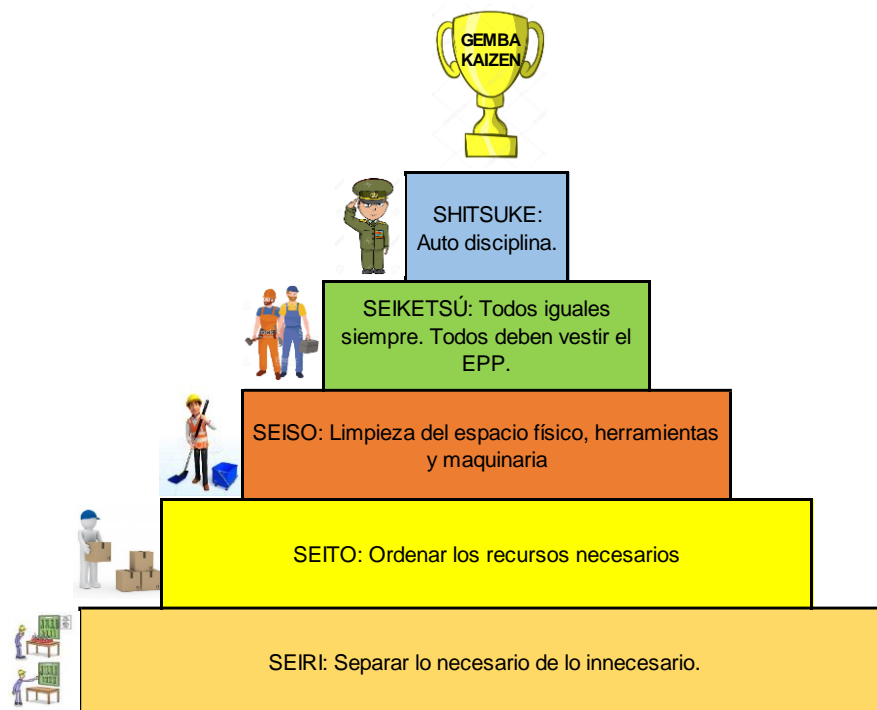 GEMBA
KAIZEN
SHITSUKE:
Auto disciplina.
SEIKETSÚ: Todos iguales
siempre. Todos deben vestir el
EPP.
SEISO: Limpieza del espacio físico, herramientas
y maquinaria
SEITO: Ordenar los recursos necesarios
SEIRI: Separar lo necesario de lo innecesario.